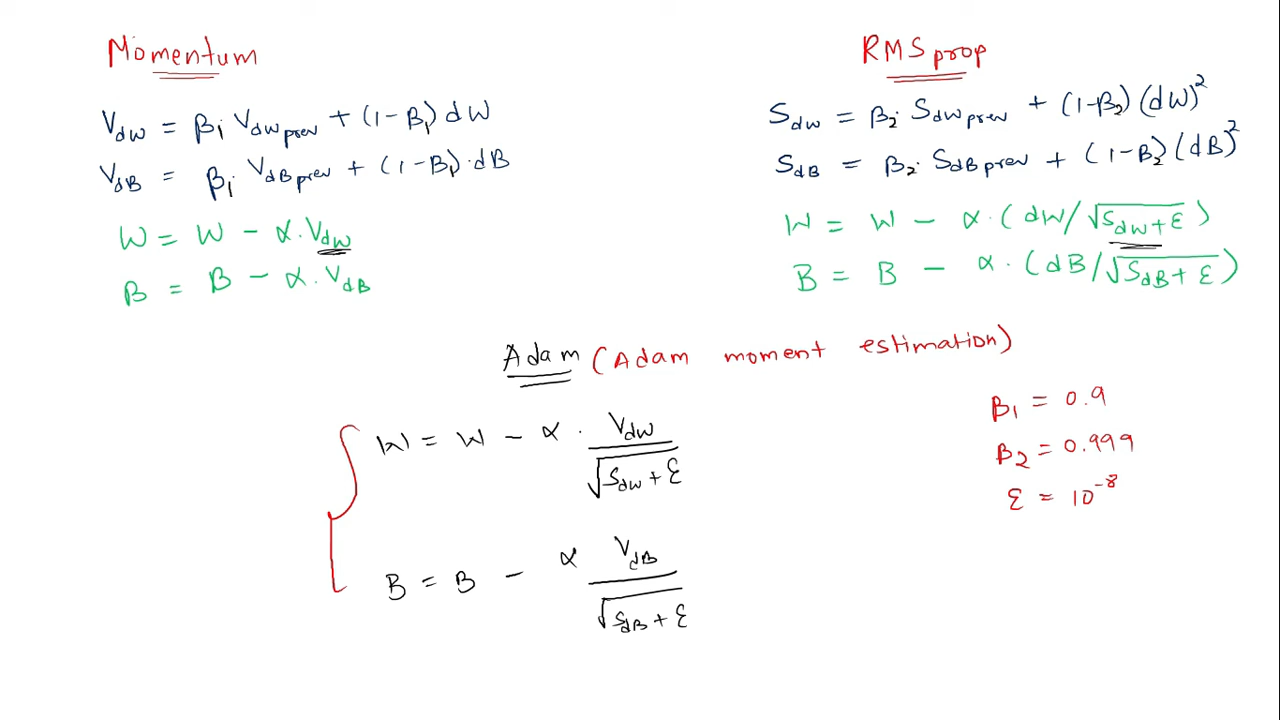 Momentum
V_dW = β₁ V_dW prev + (1-β₁) dW
V_dB = β₁ V_dB prev + (1-β₁)·dB
W = W - α·V_dW
B = B - α·V_dB
RMSprop
S_dW = β₂ S_dW prev + (1-β₂)(dW)²
S_dB = β₂ S_dB prev + (1-β₂)(dB)²
W = W - α·(dW/√(S_dW+ε))
B = B - α·(dB/√(S_dB+ε))
Adam (Adam moment estimation)
W = W - α · V_dW / √(S_dW+ε)
B = B - α V_dB / √(S_dB+ε)
β₁ = 0.9
β₂ = 0.999
ε = 10⁻⁸